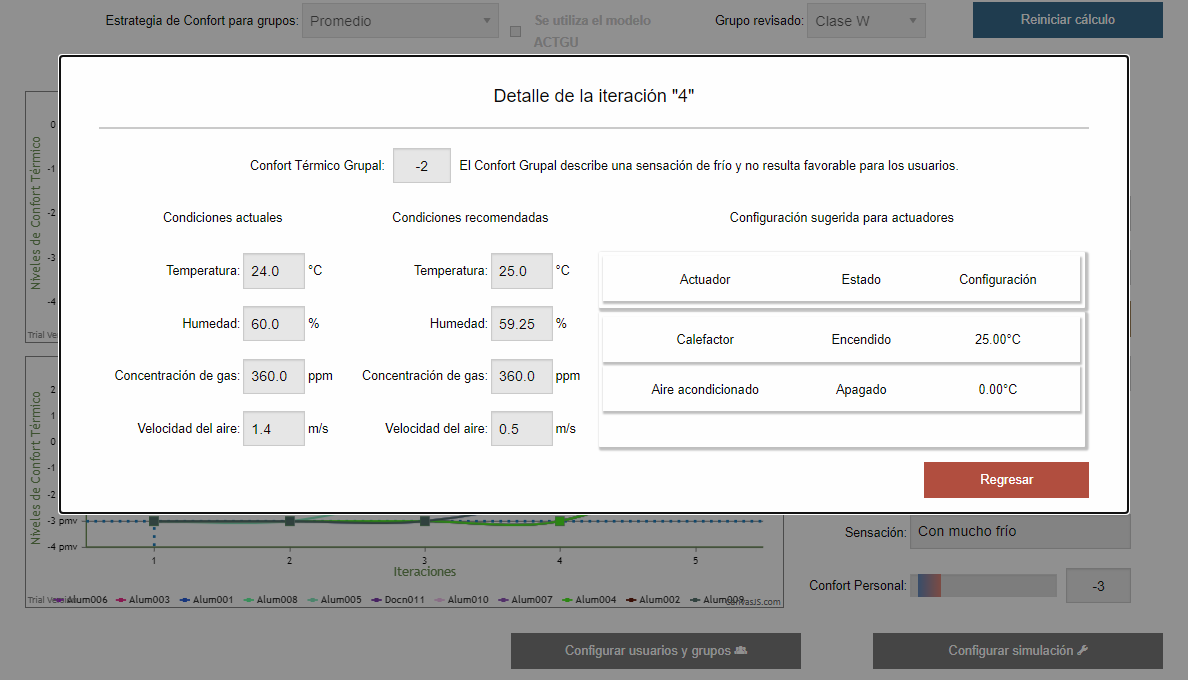 Estrategia de Confort para grupos: Promedio
Se utiliza el modelo
ACTGU
Grupo revisado: Clase W
Reiniciar cálculo
Detalle de la iteración "4"
Confort Térmico Grupal: -2 El Confort Grupal describe una sensación de frío y no resulta favorable para los usuarios.
Condiciones actuales Condiciones recomendadas Configuración sugerida para actuadores
Temperatura: 24.0 °C Temperatura: 25.0 °C
Actuador Estado Configuración
Humedad: 60.0 % Humedad: 59.25 %
Calefactor Encendido 25.00°C
Concentración de gas: 360.0 ppm Concentración de gas: 360.0 ppm
Aire acondicionado Apagado 0.00°C
Velocidad del aire: 1.4 m/s Velocidad del aire: 0.5 m/s
Regresar
Niveles de Confort Térmico
0
-1
-2
-3
-4
Trial Ve
Niveles de Confort Térmico
2
1
0
-1
-2
-3 pmv
-4 pmv
1 2 3 4 5
Iteraciones
Trial Ve Alum006 Alum003 Alum001 Alum008 Alum005 Docn011 Alum010 Alum007 Alum004 Alum002 Alum009
CanvasJS.com
Sensación: Con mucho frío
Confort Personal: -3
Configurar usuarios y grupos
Configurar simulación